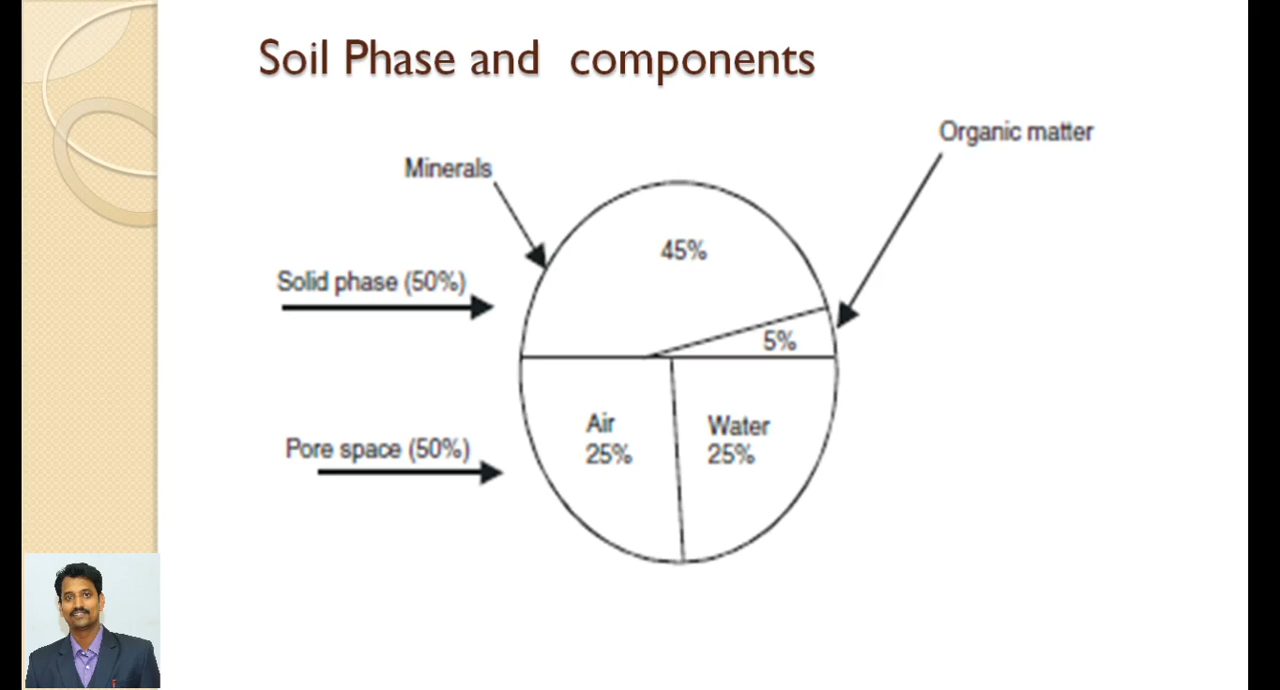 Soil Phase and components
Organic matter
Minerals
45%
Solid phase (50%)
5%
Air
25%
Water
25%
Pore space (50%)